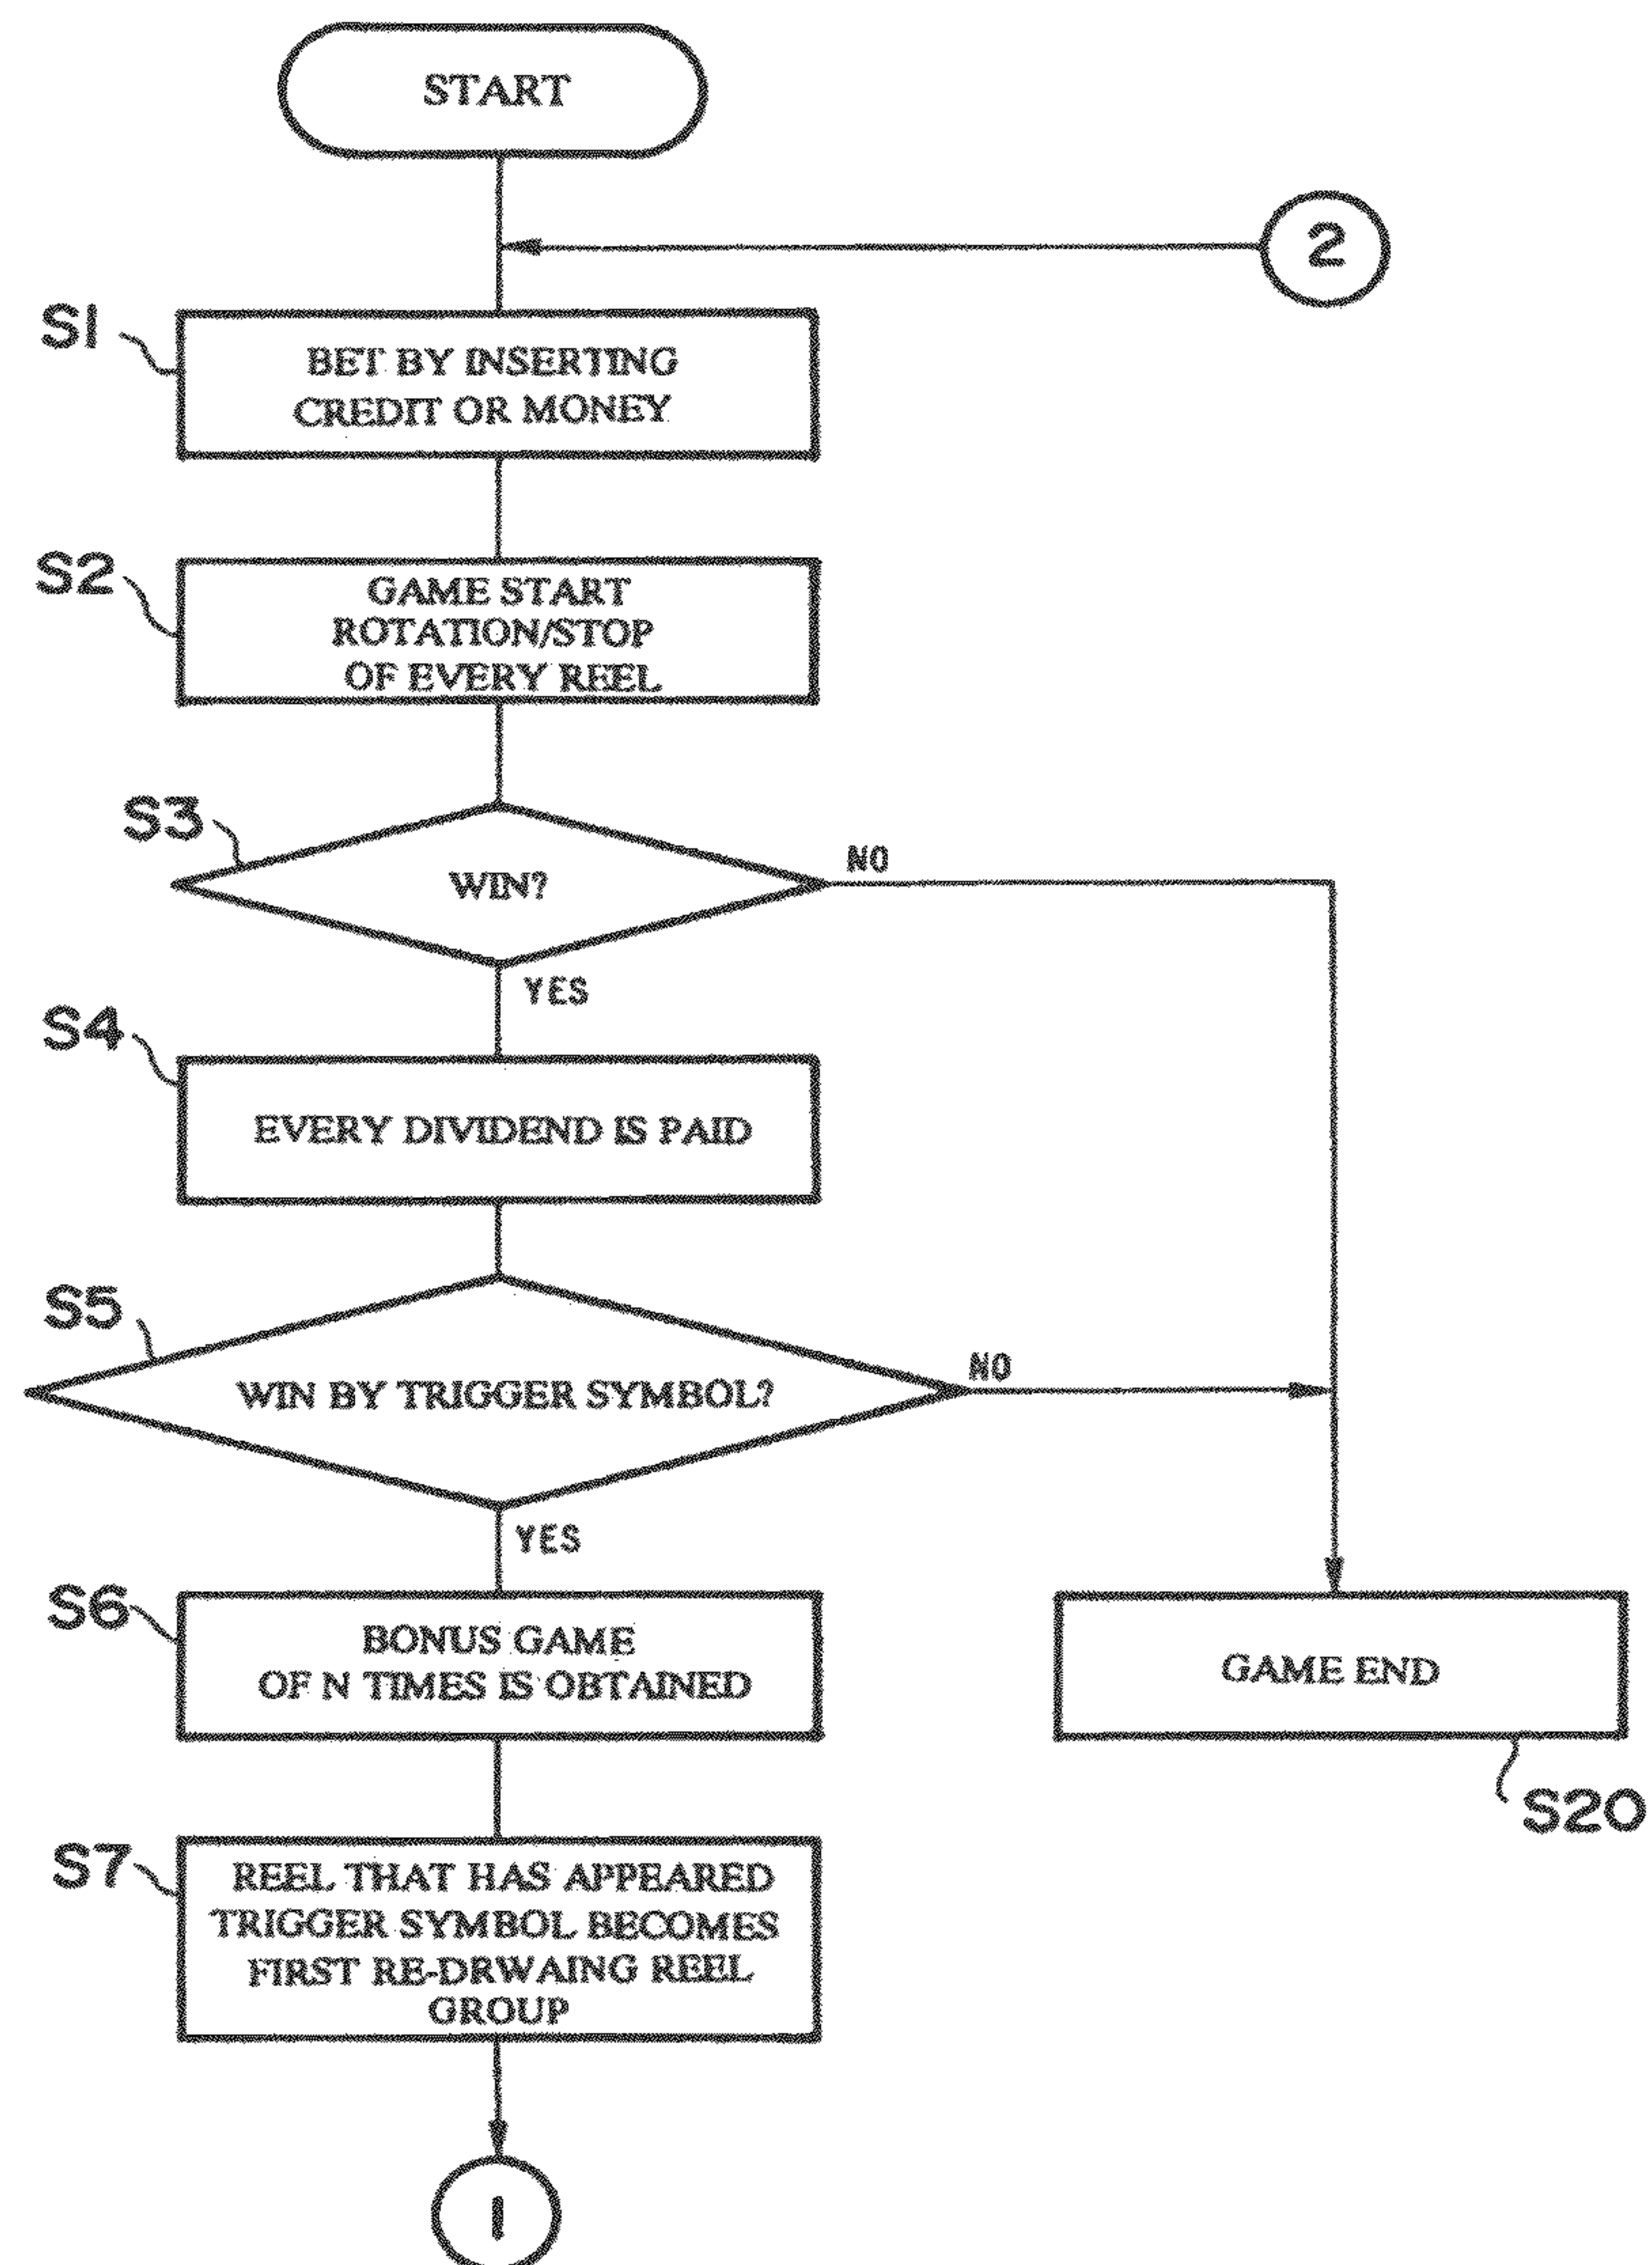 START
2
S1
BET BY INSERTING
CREDIT OR MONEY
S2
GAME START
ROTATION/STOP
OF EVERY REEL
S3
WIN?
NO
YES
S4
EVERY DIVIDEND IS PAID
S5
WIN BY TRIGGER SYMBOL?
NO
YES
S6
BONUS GAME
OF N TIMES IS OBTAINED
GAME END
S20
S7
REEL THAT HAS APPEARED
TRIGGER SYMBOL BECOMES
FIRST RE-DRWAING REEL
GROUP
1